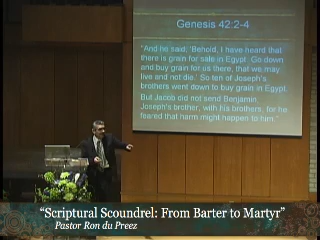 Genesis 42:2-4
"And he said, 'Behold, I have heard that
there is grain for sale in Egypt. Go down
and buy grain for us there, that we may
live and not die.' So ten of Joseph's
brothers went down to buy grain in Egypt.
But Jacob did not send Benjamin,
Joseph's brother, with his brothers, for he
feared that harm might happen to him."
"Scriptural Scoundrel: From Barter to Martyr"
Pastor Ron du Preez